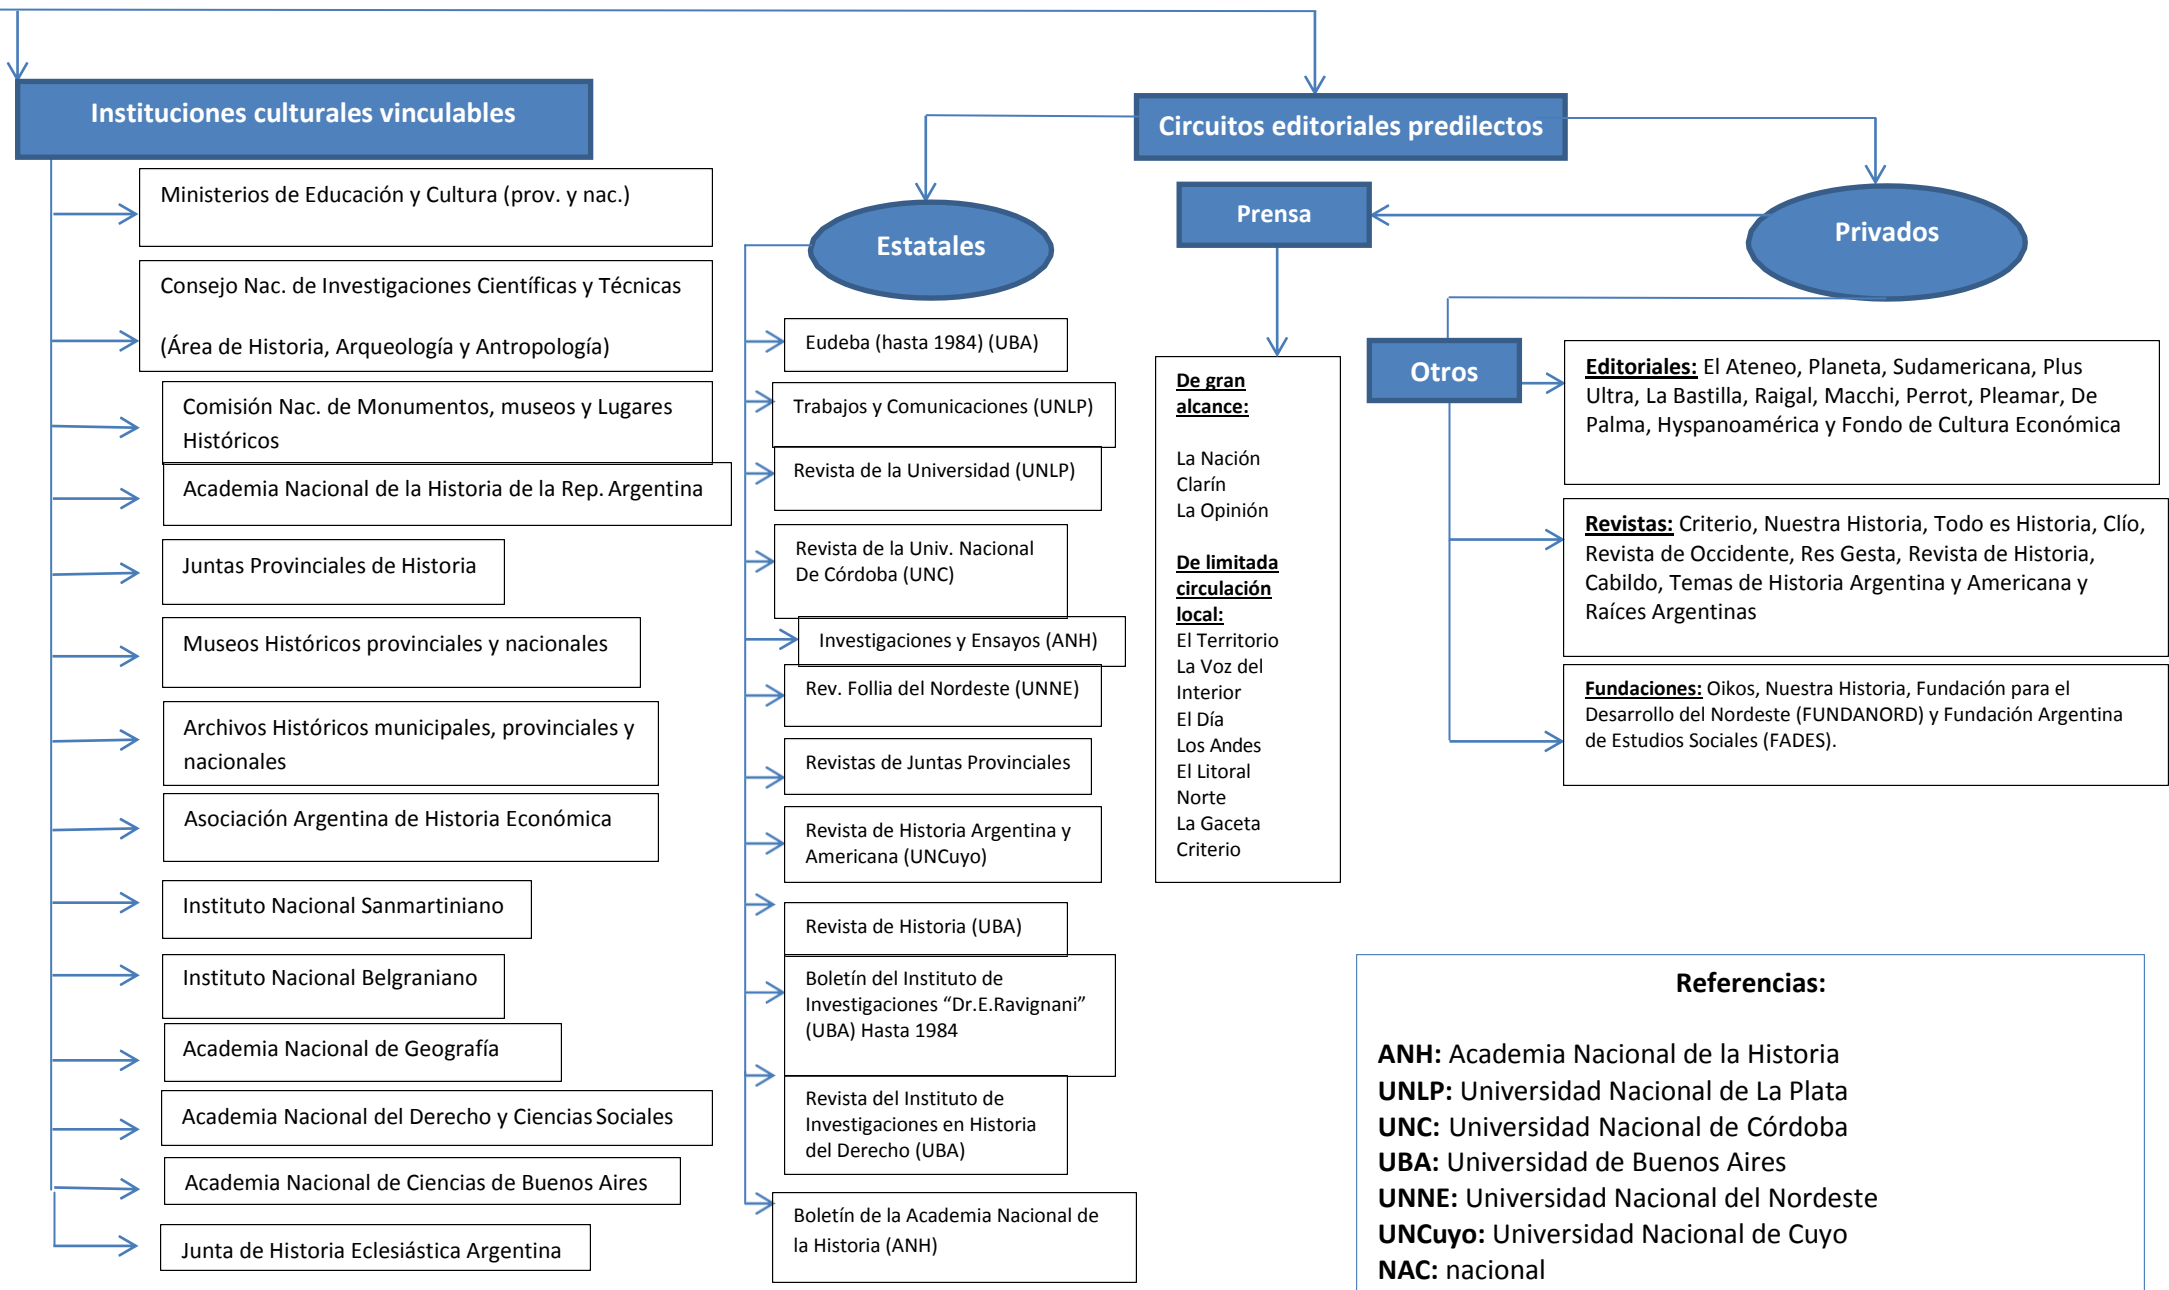 Instituciones culturales vinculables
Ministerios de Educación y Cultura (prov. y nac.)
Consejo Nac. de Investigaciones Científicas y Técnicas
(Área de Historia, Arqueología y Antropología)
Comisión Nac. de Monumentos, museos y Lugares
Históricos
Academia Nacional de la Historia de la Rep. Argentina
Juntas Provinciales de Historia
Museos Históricos provinciales y nacionales
Archivos Históricos municipales, provinciales y
nacionales
Asociación Argentina de Historia Económica
Instituto Nacional Sanmartiniano
Instituto Nacional Belgraniano
Academia Nacional de Geografía
Academia Nacional del Derecho y Ciencias Sociales
Academia Nacional de Ciencias de Buenos Aires
Junta de Historia Eclesiástica Argentina
Circuitos editoriales predilectos
Estatales
Eudeba (hasta 1984) (UBA)
Trabajos y Comunicaciones (UNLP)
Revista de la Universidad (UNLP)
Revista de la Univ. Nacional
De Córdoba (UNC)
Investigaciones y Ensayos (ANH)
Rev. Follia del Nordeste (UNNE)
Revistas de Juntas Provinciales
Revista de Historia Argentina y
Americana (UNCuyo)
Revista de Historia (UBA)
Boletín del Instituto de
Investigaciones “Dr.E.Ravignani”
(UBA) Hasta 1984
Revista del Instituto de
Investigaciones en Historia
del Derecho (UBA)
Boletín de la Academia Nacional de
la Historia (ANH)
Privados
Prensa
De gran
alcance:
La Nación
Clarín
La Opinión
De limitada
circulación
local:
El Territorio
La Voz del
Interior
El Día
Los Andes
El Litoral
Norte
La Gaceta
Criterio
Otros
Editoriales: El Ateneo, Planeta, Sudamericana, Plus
Ultra, La Bastilla, Raigal, Macchi, Perrot, Pleamar, De
Palma, Hyspanoamérica y Fondo de Cultura Económica
Revistas: Criterio, Nuestra Historia, Todo es Historia, Clío,
Revista de Occidente, Res Gesta, Revista de Historia,
Cabildo, Temas de Historia Argentina y Americana y
Raíces Argentinas
Fundaciones: Oikos, Nuestra Historia, Fundación para el
Desarrollo del Nordeste (FUNDANORD) y Fundación Argentina
de Estudios Sociales (FADES).
Referencias:
ANH: Academia Nacional de la Historia
UNLP: Universidad Nacional de La Plata
UNC: Universidad Nacional de Córdoba
UBA: Universidad de Buenos Aires
UNNE: Universidad Nacional del Nordeste
UNCuyo: Universidad Nacional de Cuyo
NAC: nacional